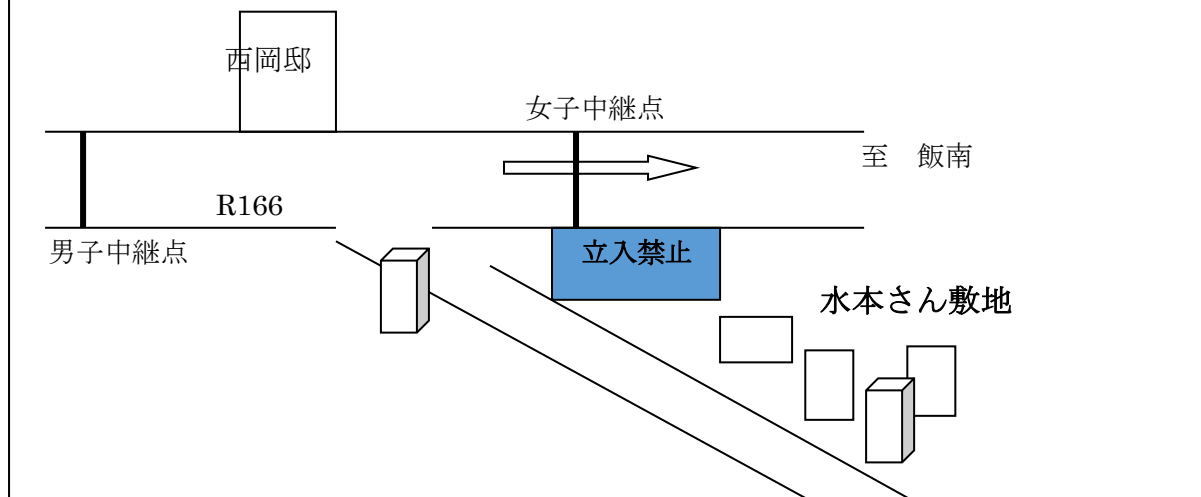 西岡邸
女子中継点
至　飯南
R166
男子中継点
立入禁止
水本さん敷地